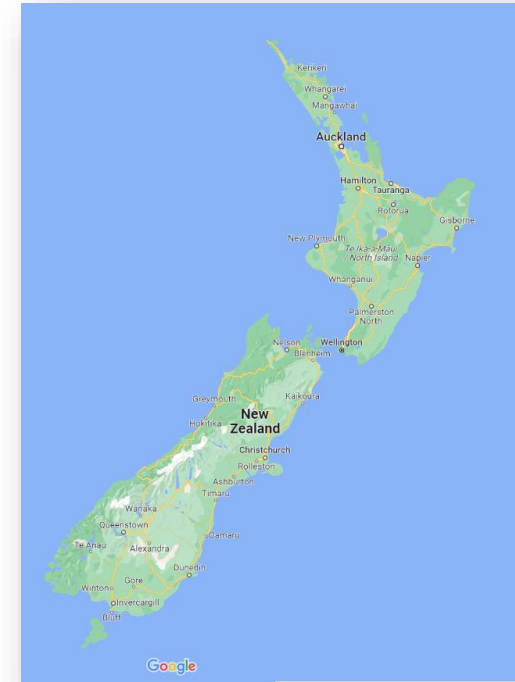 Kerikeri
Whangarei
Mangawhai
Auckland
Hamilton
Tauranga
Rotorua
Gisborne
New Plymouth
Te Ika-a-Māui
North Island
Napier
Whanganui
Palmerston
North
Nelson
Wellington
Blenheim
Greymouth
Kaikoura
Hokitika
New
Zealand
Christchurch
Rolleston
Ashburton
Timaru
Wanaka
Queenstown
Oamaru
Te Anau
Alexandra
Dunedin
Gore
Winton
Invercargill
Bluff
Google